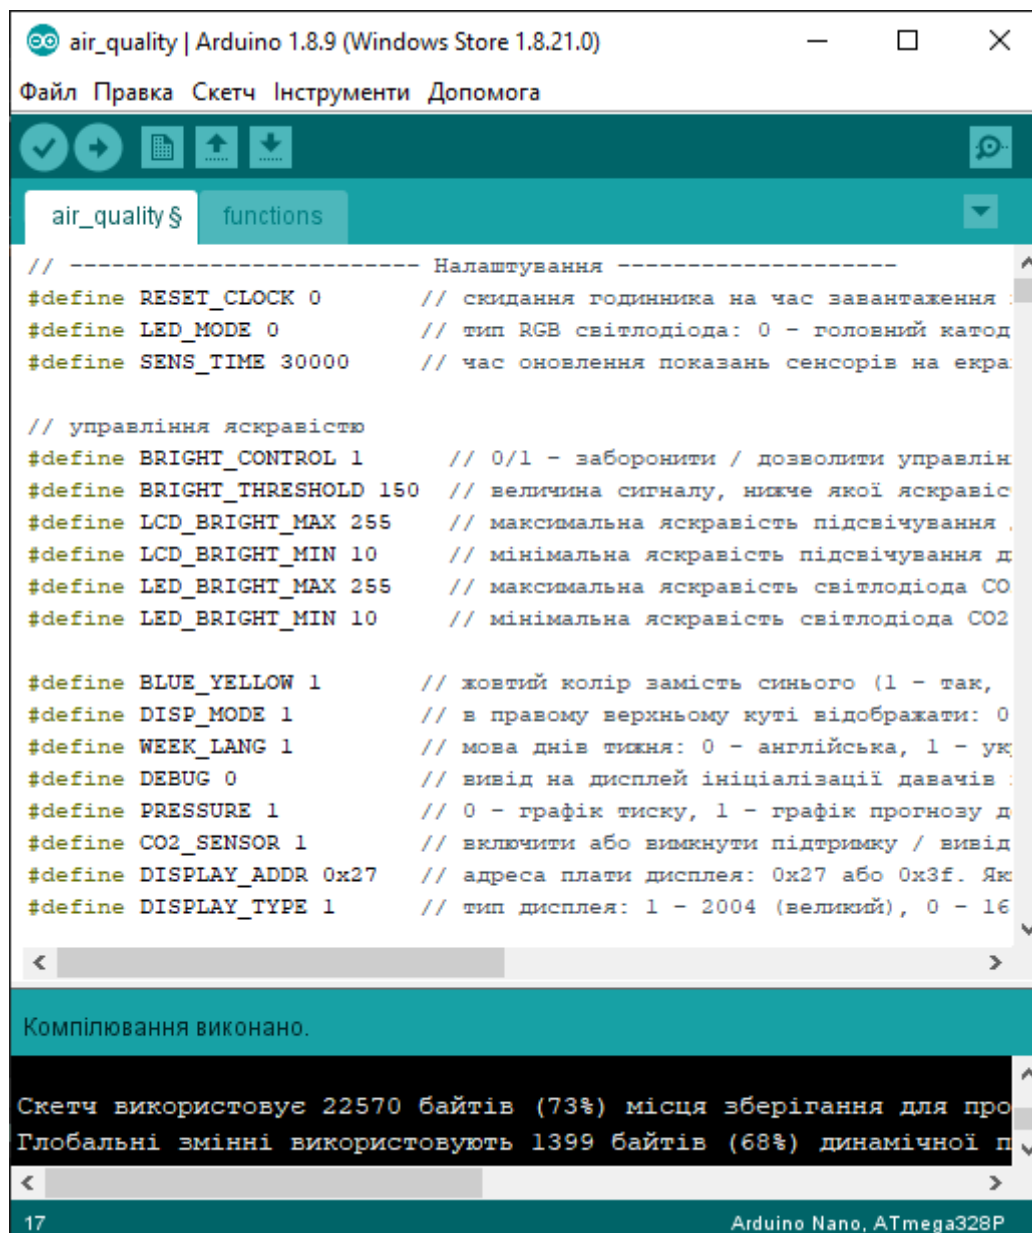 air_quality | Arduino 1.8.9 (Windows Store 1.8.21.0)
Файл Правка Скетч Інструменти Допомога
air_quality § functions
// ------------------------- Налаштування --------------------
#define RESET_CLOCK 0 // скидання годинника на час завантаження
#define LED_MODE 0 // тип RGB світлодіода: 0 - головний катод
#define SENS_TIME 30000 // час оновлення показань сенсорів на екра
// управління яскравістю
#define BRIGHT_CONTROL 1 // 0/1 - заборонити / дозволити управлін
#define BRIGHT_THRESHOLD 150 // величина сигналу, нижче якої яскравіс
#define LCD_BRIGHT_MAX 255 // максимальна яскравість підсвічування
#define LCD_BRIGHT_MIN 10 // мінімальна яскравість підсвічування д
#define LED_BRIGHT_MAX 255 // максимальна яскравість світлодіода CO
#define LED_BRIGHT_MIN 10 // мінімальна яскравість світлодіода CO2
#define BLUE_YELLOW 1 // жовтий колір замість синього (1 - так,
#define DISP_MODE 1 // в правому верхньому куті відображати: 0
#define WEEK_LANG 1 // мова днів тижня: 0 - англійська, 1 - ук
#define DEBUG 0 // вивід на дисплей ініціалізації давачів
#define PRESSURE 1 // 0 - графік тиску, 1 - графік прогнозу д
#define CO2_SENSOR 1 // включити або вимкнути підтримку / вивід
#define DISPLAY_ADDR 0x27 // адреса плати дисплея: 0x27 або 0x3f. Як
#define DISPLAY_TYPE 1 // тип дисплея: 1 - 2004 (великий), 0 - 16
Компілювання виконано.
Скетч використовує 22570 байтів (73%) місця зберігання для про
Глобальні змінні використовують 1399 байтів (68%) динамічної п
17 Arduino Nano, ATmega328P